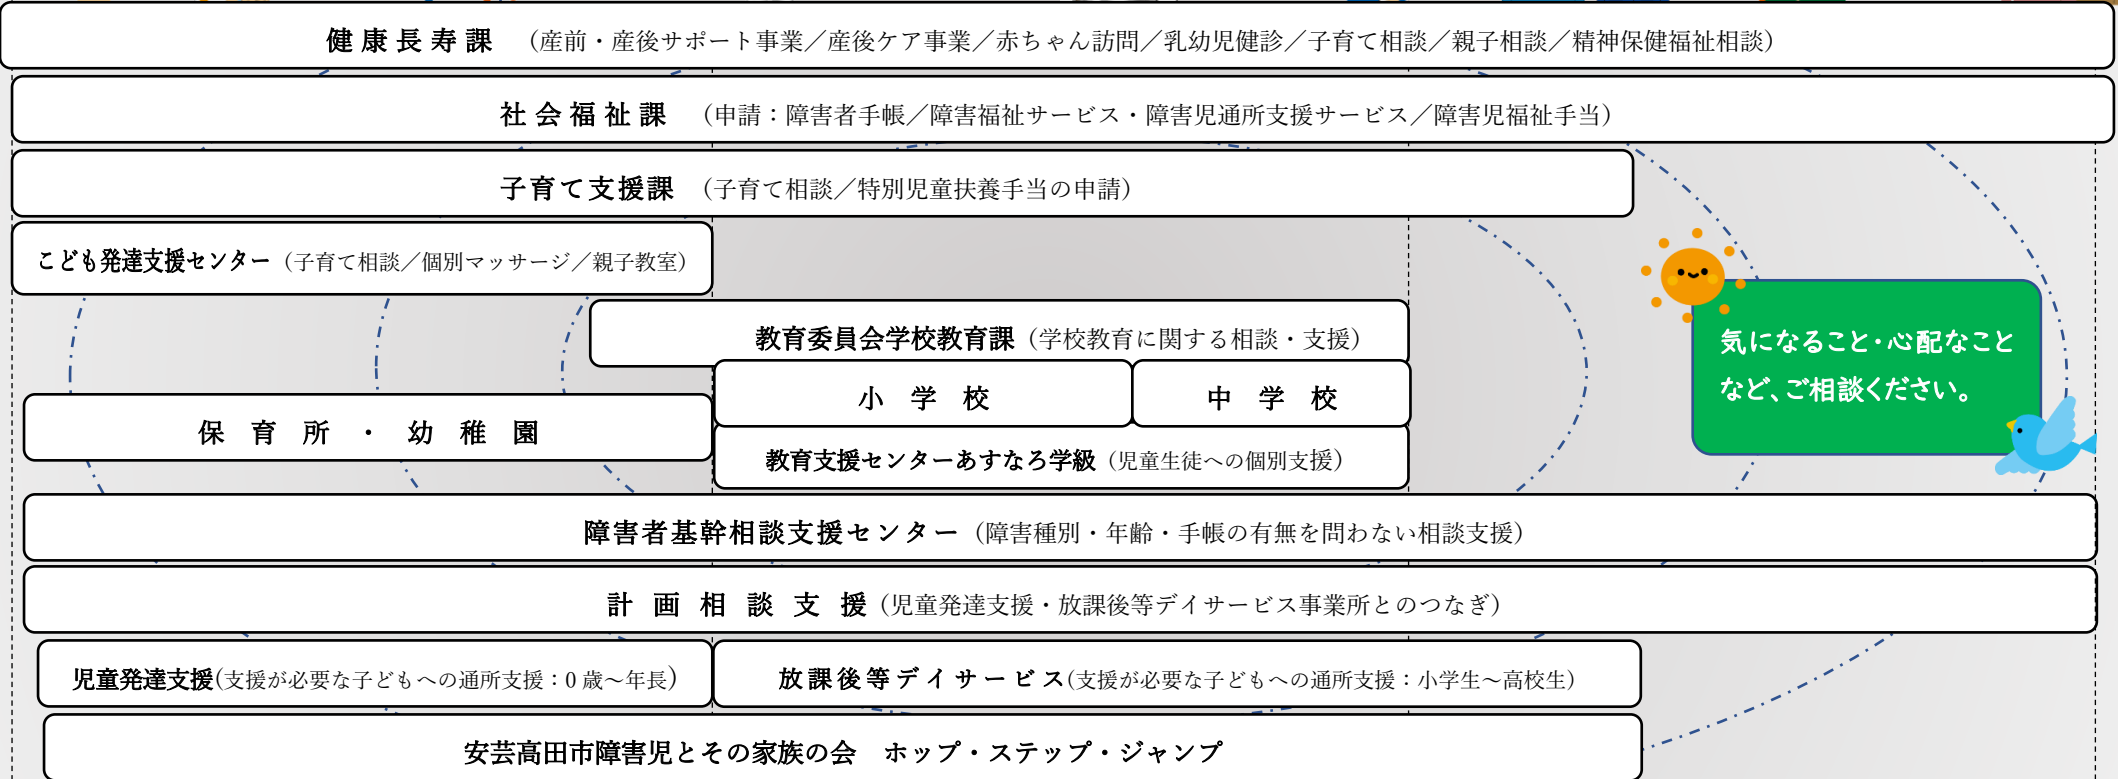 健康長寿課 （産前・産後サポート事業／産後ケア事業／赤ちゃん訪問／乳幼児健診／子育て相談／親子相談／精神保健福祉相談）
社会福祉課 （申請：障害者手帳／障害福祉サービス・障害児通所支援サービス／障害児福祉手当）
子育て支援課 （子育て相談／特別児童扶養手当の申請）
こども発達支援センター（子育て相談／個別マッサージ／親子教室）
教育委員会学校教育課（学校教育に関する相談・支援）
小学校
中学校
保育所・幼稚園
教育支援センターあすなろ学級（児童生徒への個別支援）
気になること・心配なこと
など、ご相談ください。
障害者基幹相談支援センター（障害種別・年齢・手帳の有無を問わない相談支援）
計画相談支援（児童発達支援・放課後等デイサービス事業所とのつなぎ）
児童発達支援(支援が必要な子どもへの通所支援：0歳～年長)
放課後等デイサービス(支援が必要な子どもへの通所支援：小学生～高校生)
安芸高田市障害児とその家族の会 ホップ・ステップ・ジャンプ